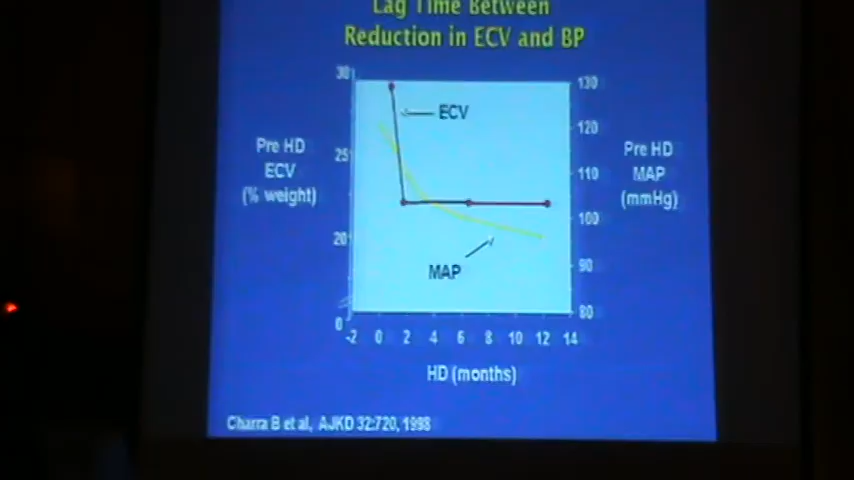 Lag Time Between
Reduction in ECV and BP
30
25
20
0
Pre HD
ECV
(% weight)
ECV
MAP
130
120
110
100
90
80
Pre HD
MAP
(mmHg)
-2 0 2 4 6 8 10 12 14
HD (months)
Charra B et al, AJKD 32:720, 1998